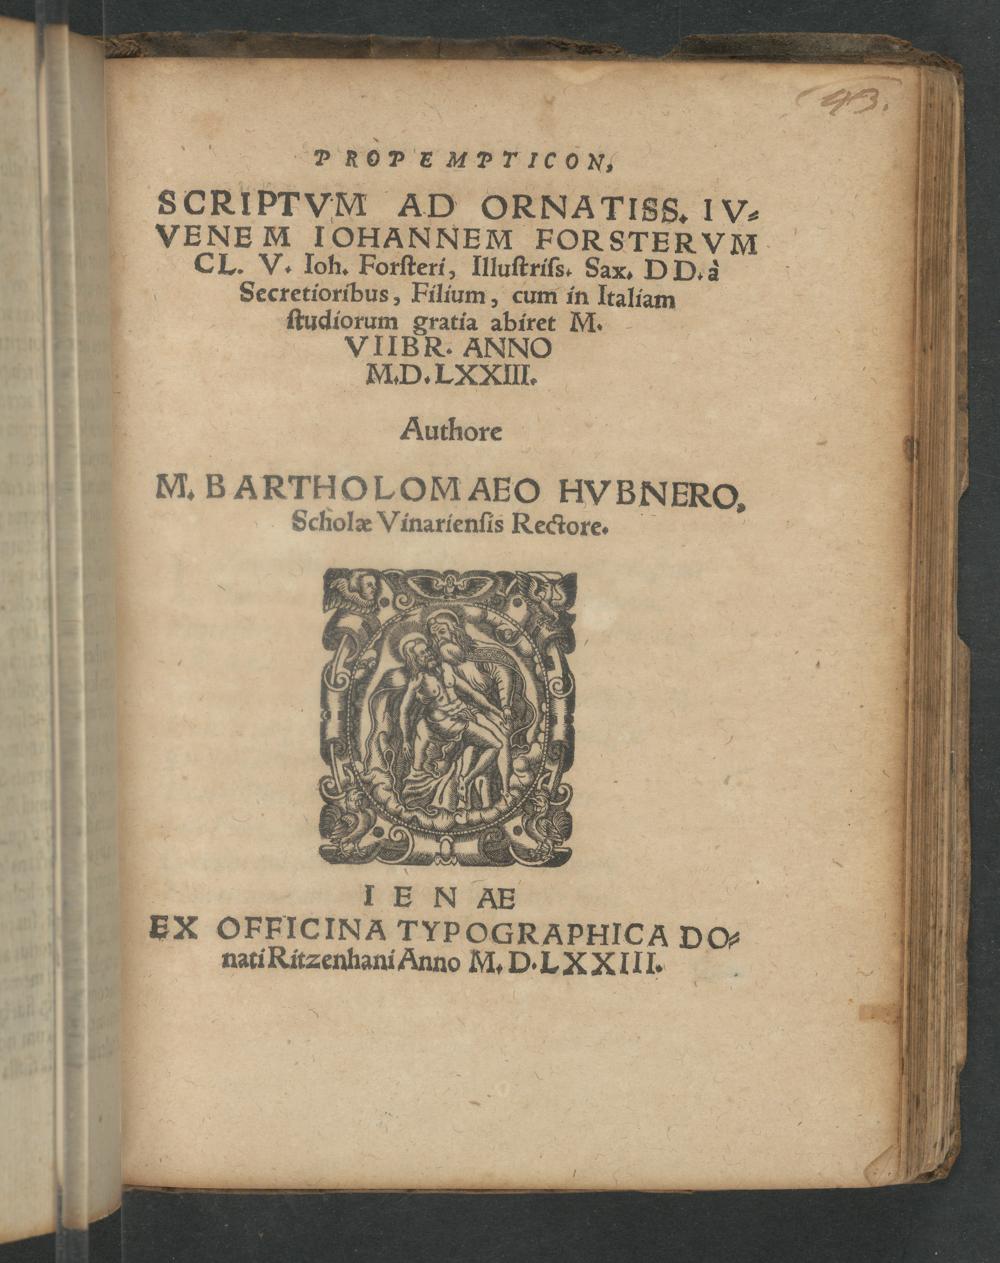 43.
PROPEMPTICON,
SCRIPTVM AD ORNATISS. IV⸗
VENEM IOHANNEM FORSTERVM
CL. V. Ioh. Forſteri, Illuſtriſs. Sax. DD. à
Secretioribus, Filium, cum in Italiam
ſtudiorum gratia abiret M.
VIIBR. ANNO
M.D.LXXIII.
Authore
M. BARTHOLOMAEO HVBNERO,
Scholæ Vinarienſis Rectore.
IENAE
EX OFFICINA TYPOGRAPHICA DO⸗
nati Ritzenhani Anno M.D.LXXIII.